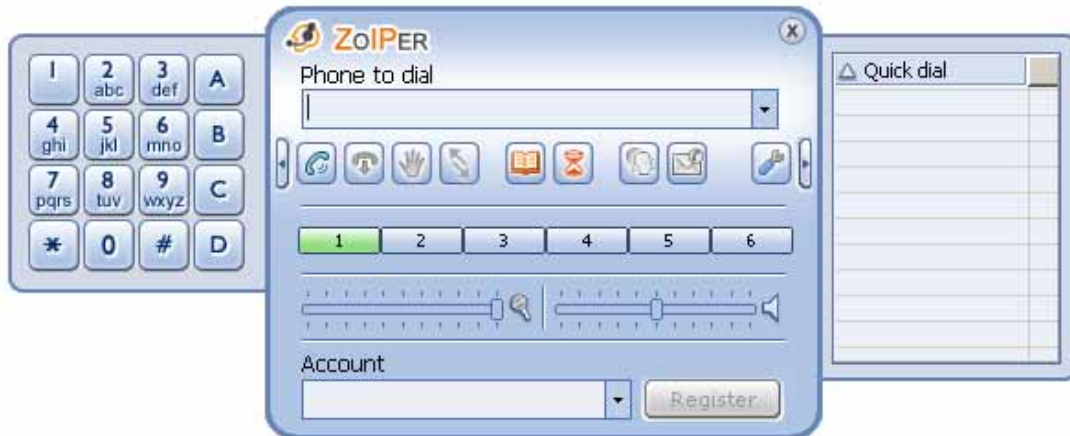 ZOIPER
X
Phone to dial
1 2 abc 3 def A
4 ghi 5 jkl 6 mno B
7 pqrs 8 tuv 9 wxyz C
* 0 # D
1 2 3 4 5 6
Account
Register
Quick dial